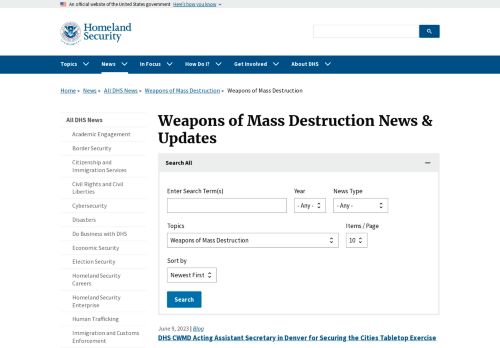 An official website of the United States government Here's how you know
Homeland
Security
Search
Topics News In Focus How Do I? Get Involved About DHS
Home » News » All DHS News » Weapons of Mass Destruction » Weapons of Mass Destruction
All DHS News
Academic Engagement
Border Security
Citizenship and
Immigration Services
Civil Rights and Civil
Liberties
Cybersecurity
Disasters
Do Business with DHS
Economic Security
Election Security
Homeland Security
Careers
Homeland Security
Enterprise
Human Trafficking
Immigration and Customs
Enforcement
Weapons of Mass Destruction News &
Updates
Search All
Enter Search Term(s) Year News Type
- Any - - Any -
Topics Items / Page
Weapons of Mass Destruction 10
Sort by
Newest First
Search
June 9, 2023 | Blog
DHS CWMD Acting Assistant Secretary in Denver for Securing the Cities Tabletop Exercise